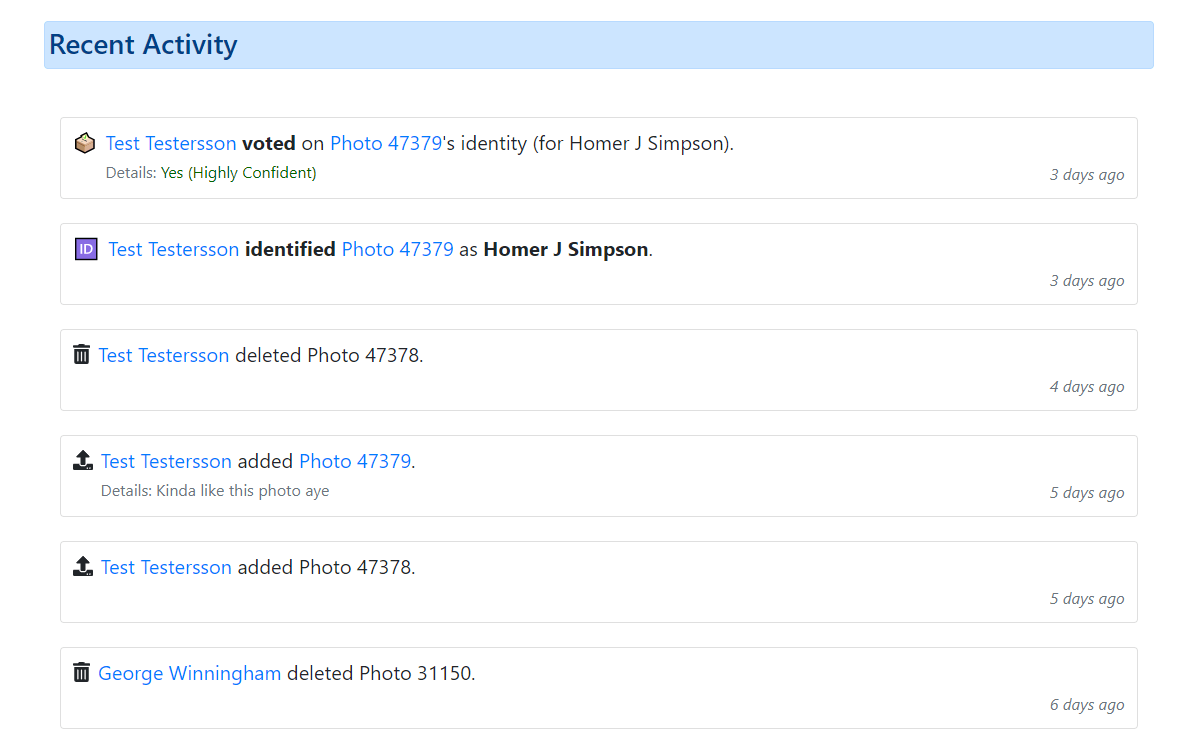 Recent Activity
Test Testersson voted on Photo 47379's identity (for Homer J Simpson).
Details: Yes (Highly Confident)
3 days ago
ID Test Testersson identified Photo 47379 as Homer J Simpson.
3 days ago
Test Testersson deleted Photo 47378.
4 days ago
Test Testersson added Photo 47379.
Details: Kinda like this photo aye
5 days ago
Test Testersson added Photo 47378.
5 days ago
George Winningham deleted Photo 31150.
6 days ago